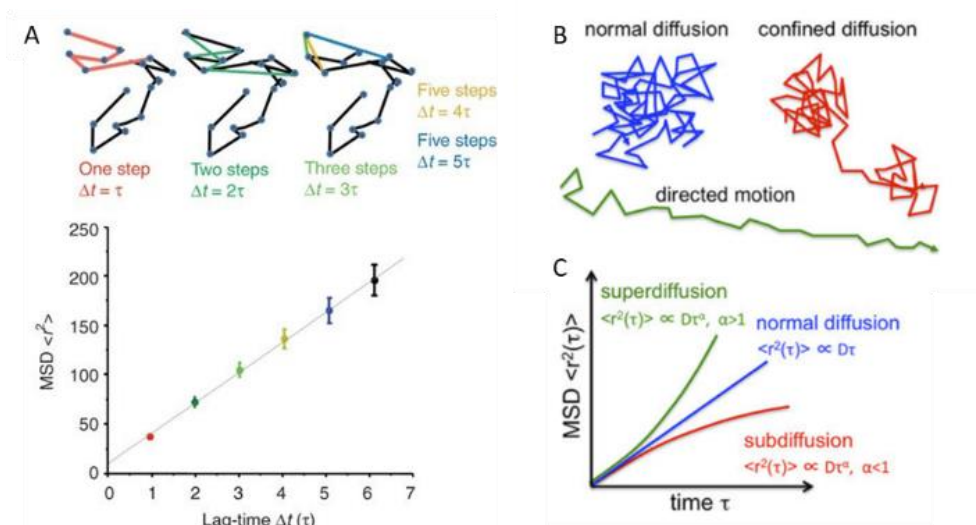 A
Five steps
Δt = 4τ
Five steps
Δt = 5τ
One step
Δt = τ
Two steps
Δt = 2τ
Three steps
Δt = 3τ
MSD <r²>
250
200
150
100
50
0
0 1 2 3 4 5 6 7
Lag-time Δt (τ)
B
normal diffusion
confined diffusion
directed motion
C
MSD <r²(τ)>
superdiffusion
<r²(τ)> ∝ Dτᵅ, α>1
normal diffusion
<r²(τ)> ∝ Dτ
subdiffusion
<r²(τ)> ∝ Dτᵅ, α<1
time τ